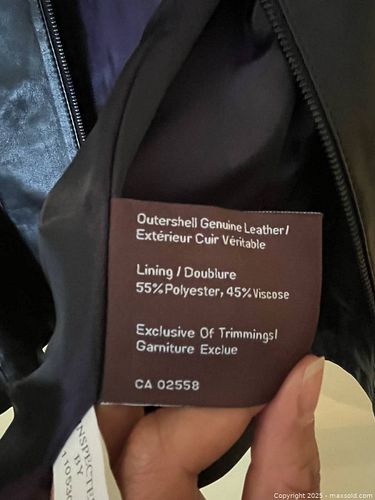 Outershell Genuine Leather/
Extérieur Cuir Véritable
Lining / Doublure
55% Polyester, 45% Viscose
Exclusive Of Trimmings/
Garniture Exclue
CA 02558
INSPECTED
BY
Copyright 2025 - maxsold.com